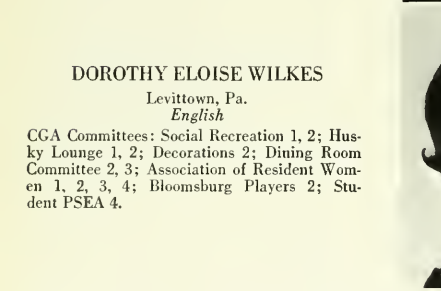 DOROTHY ELOISE WILKES
Levittown, Pa.
English
CGA Committees: Social Recreation 1, 2; Hus-
ky Lounge 1, 2; Decorations 2; Dining Room
Committee 2, 3; Association of Resident Wom-
en 1, 2, 3, 4; Bloomsburg Players 2; Stu-
dent PSEA 4.